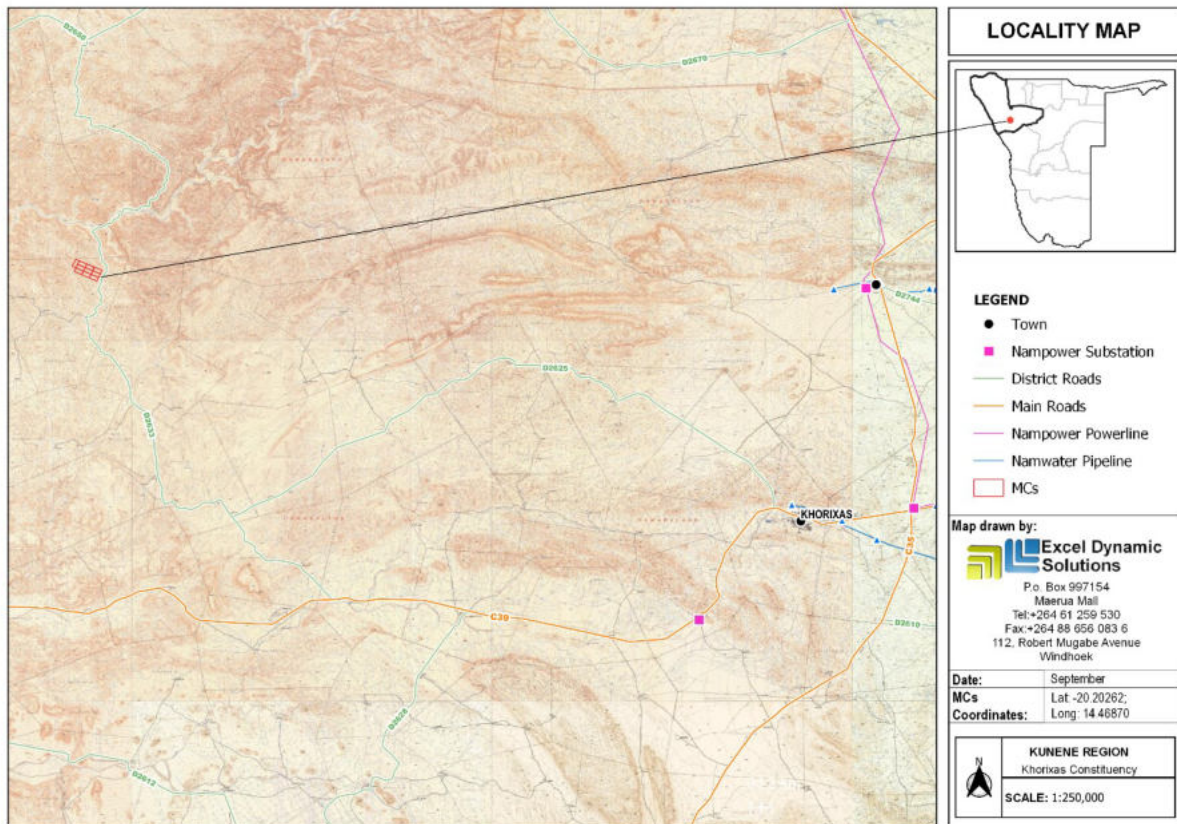 D2650
D2670
D2744
D2625
D2633
KHORIXAS
C35
C39
D2610
D2628
D2612
LOCALITY MAP
LEGEND
Town
Nampower Substation
District Roads
Main Roads
Nampower Powerline
Namwater Pipeline
MCs
Map drawn by:
Excel Dynamic
Solutions
P.o. Box 997154
Maerua Mall
Tel:+264 61 259 530
Fax:+264 88 656 083 6
112, Robert Mugabe Avenue
Windhoek
Date: September
MCs Lat -20.20262;
Coordinates: Long: 14.46870
N
KUNENE REGION
Khorixas Constituency
SCALE: 1:250,000